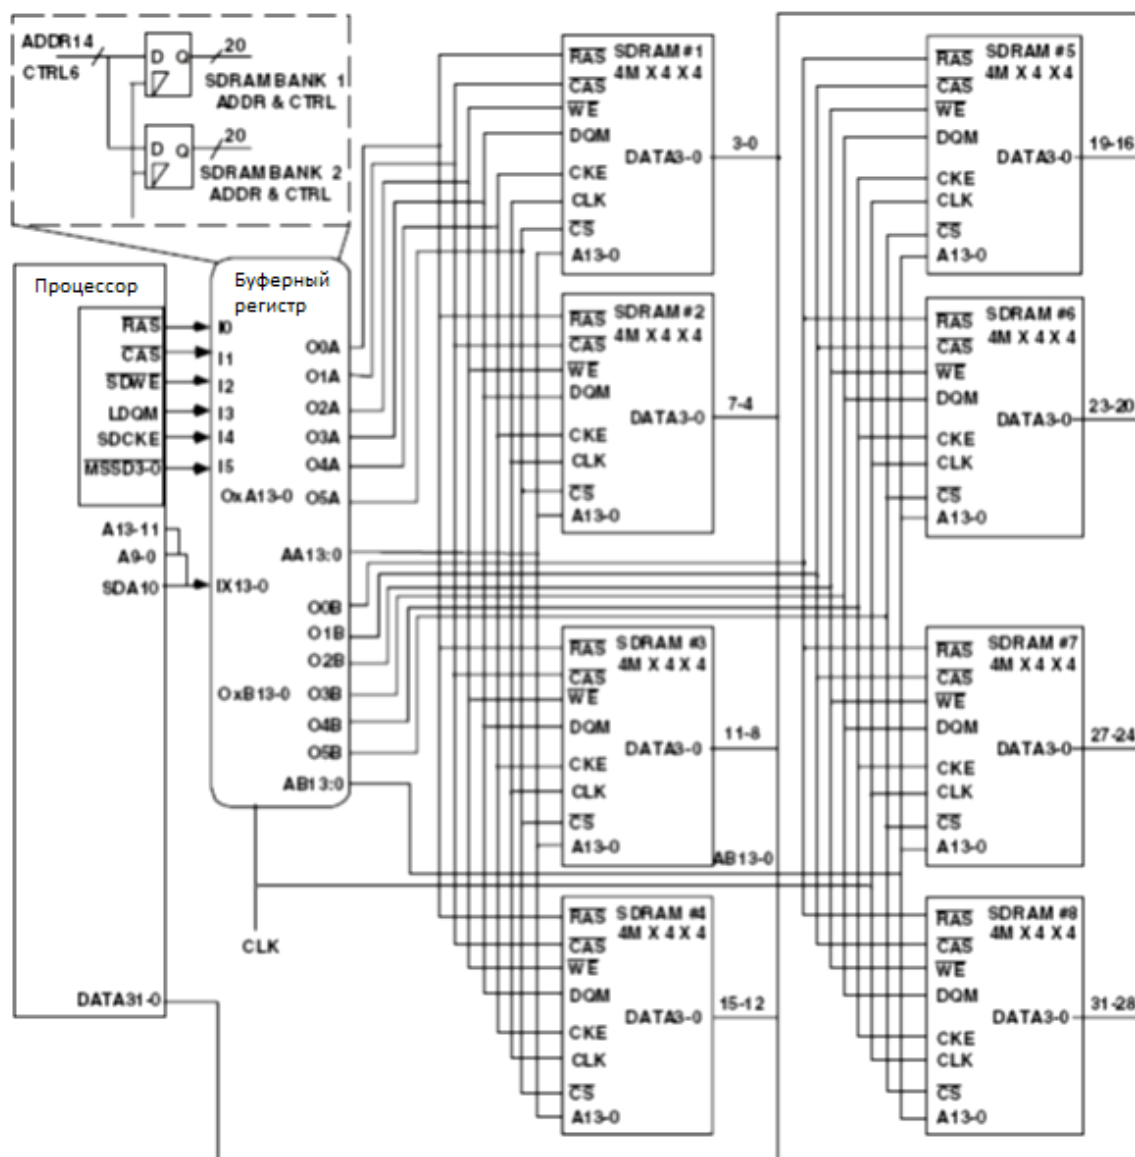 ADDR14
CTRL6
D Q
20
SDRAM BANK 1
ADDR & CTRL
D Q
20
SDRAM BANK 2
ADDR & CTRL
Процессор
RAS
CAS
SDWE
LDQM
SDCKE
MSSD3-0
A13-11
A9-0
SDA10
DATA31-0
Буферный
регистр
I0
I1
I2
I3
I4
I5
IX13-0
O0A
O1A
O2A
O3A
O4A
OxA13-0 O5A
AA13:0
O0B
O1B
O2B
OxB13-0 O3B
O4B
O5B
AB13:0
CLK
SDRAM #1
4M X 4 X 4
RAS
CAS
WE
DQM
DATA3-0
CKE
CLK
CS
A13-0
3-0
SDRAM #2
4M X 4 X 4
RAS
CAS
WE
DQM
DATA3-0
CKE
CLK
CS
A13-0
7-4
SDRAM #3
4M X 4 X 4
RAS
CAS
WE
DQM
DATA3-0
CKE
CLK
CS
A13-0
11-8
AB13-0
SDRAM #4
4M X 4 X 4
RAS
CAS
WE
DQM
DATA3-0
CKE
CLK
CS
A13-0
15-12
SDRAM #5
4M X 4 X 4
RAS
CAS
WE
DQM
DATA3-0
CKE
CLK
CS
A13-0
19-16
SDRAM #6
4M X 4 X 4
RAS
CAS
WE
DQM
DATA3-0
CKE
CLK
CS
A13-0
23-20
SDRAM #7
4M X 4 X 4
RAS
CAS
WE
DQM
DATA3-0
CKE
CLK
CS
A13-0
27-24
SDRAM #8
4M X 4 X 4
RAS
CAS
WE
DQM
DATA3-0
CKE
CLK
CS
A13-0
31-28